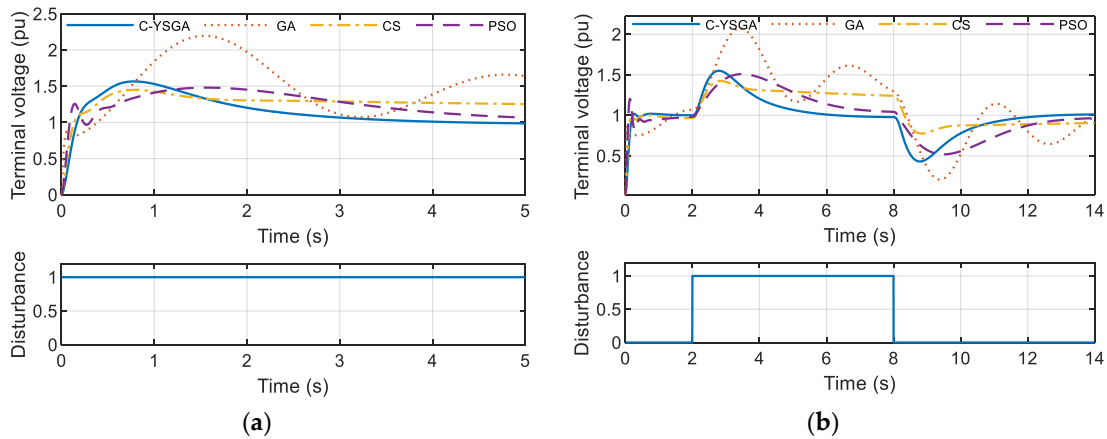 C-YSGA GA CS PSO
Terminal voltage (pu)
2.5
2
1.5
1
0.5
0
0 1 2 3 4 5
Time (s)
Disturbance
1
0.5
0
0 1 2 3 4 5
Time (s)
(a)
C-YSGA GA CS PSO
Terminal voltage (pu)
2
1.5
1
0.5
0 2 4 6 8 10 12 14
Time (s)
Disturbance
1
0.5
0
0 2 4 6 8 10 12 14
Time (s)
(b)